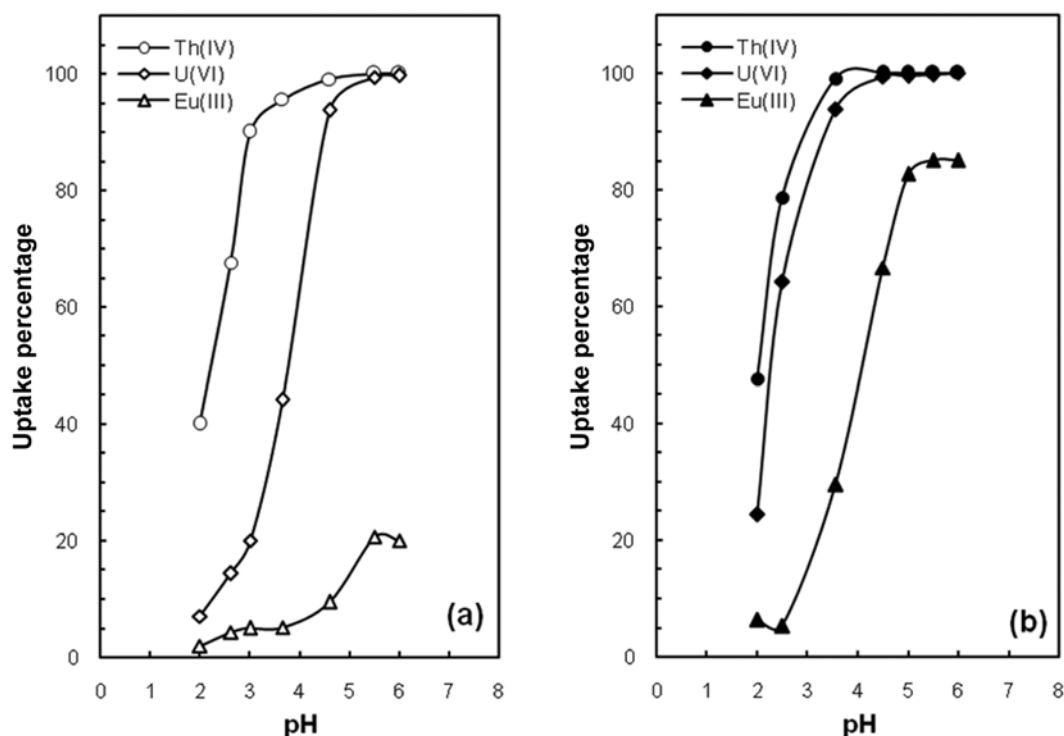 Th(IV)
U(VI)
Eu(III)
100
80
60
40
20
0
Uptake percentage
0 1 2 3 4 5 6 7 8
pH
(a)
Th(IV)
U(VI)
Eu(III)
100
80
60
40
20
0
Uptake percentage
0 1 2 3 4 5 6 7 8
pH
(b)